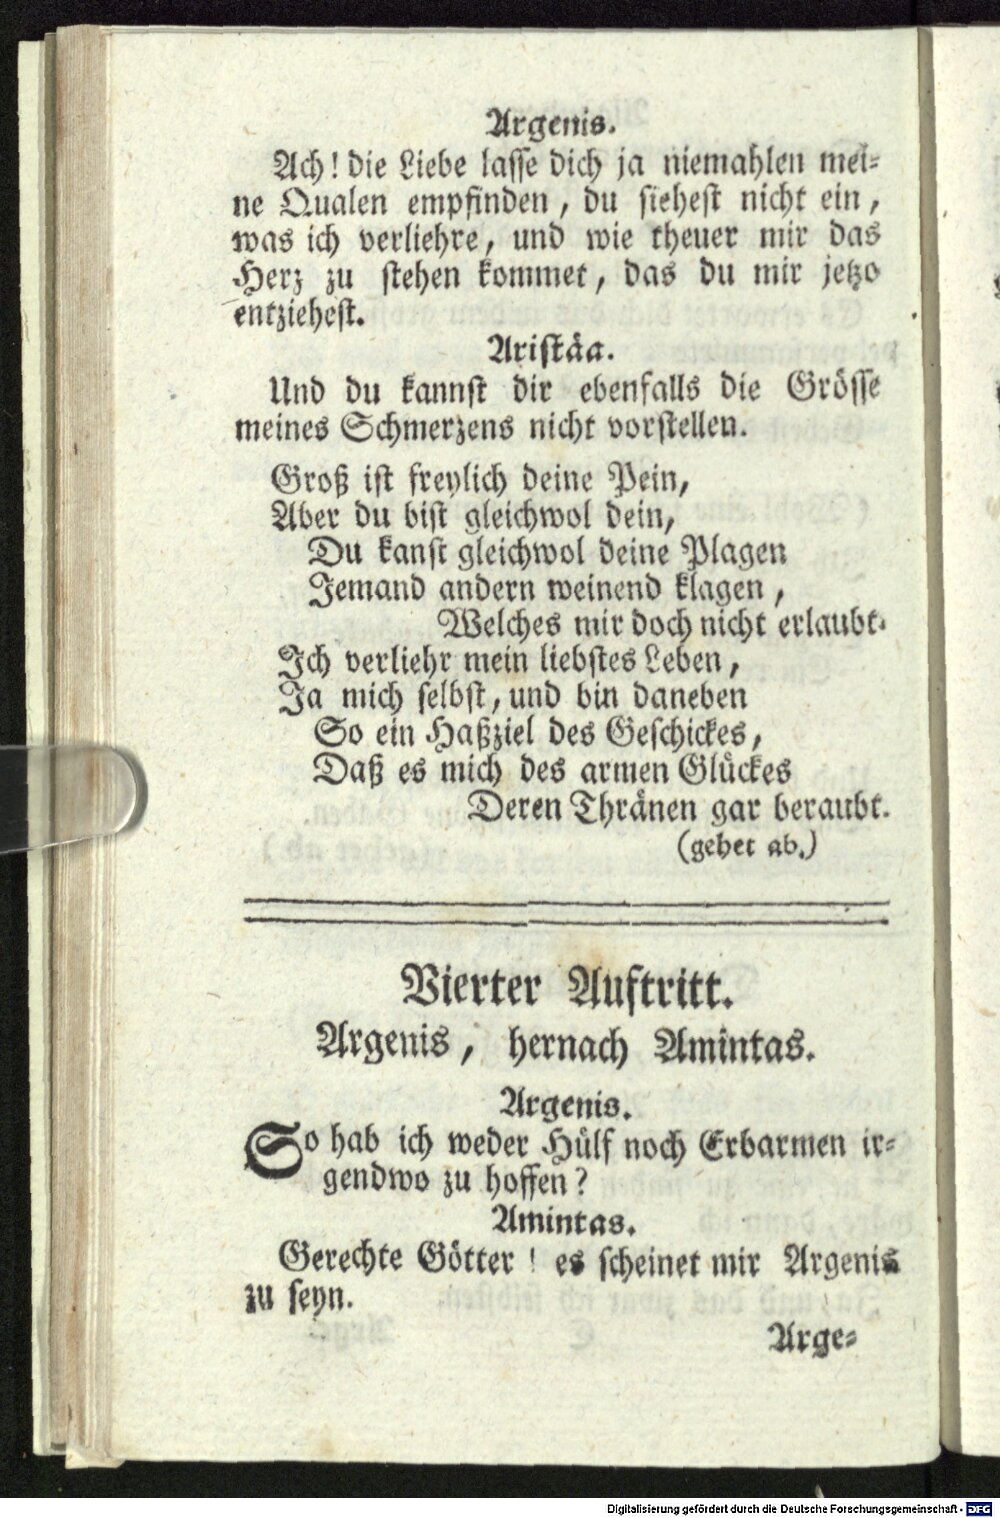 Argenis.
Ach! die Liebe lasse dich ja niemahlen mei-
ne Qualen empfinden, du siehest nicht ein,
was ich verliehre, und wie theuer mir das
Herz zu stehen kommet, das du mir jetzo
entziehest.
Aristäa.
Und du kannst dir ebenfalls die Grösse
meines Schmerzens nicht vorstellen.
Groß ist freylich deine Pein,
Aber du bist gleichwol dein,
Du kanst gleichwol deine Plagen
Jemand andern weinend klagen,
Welches mir doch nicht erlaubt.
Ich verliehr mein liebstes Leben,
Ja mich selbst, und bin daneben
So ein Haßziel des Geschickes,
Daß es mich des armen Glückes
Deren Thränen gar beraubt.
(gehet ab.)
Vierter Auftritt.
Argenis, hernach Amintas.
Argenis.
So hab ich weder Hülf noch Erbarmen ir-
gendwo zu hoffen?
Amintas.
Gerechte Götter! es scheinet mir Argenis
zu seyn.
Arge-
Digitalisierung gefördert durch die Deutsche Forschungsgemeinschaft - DFG